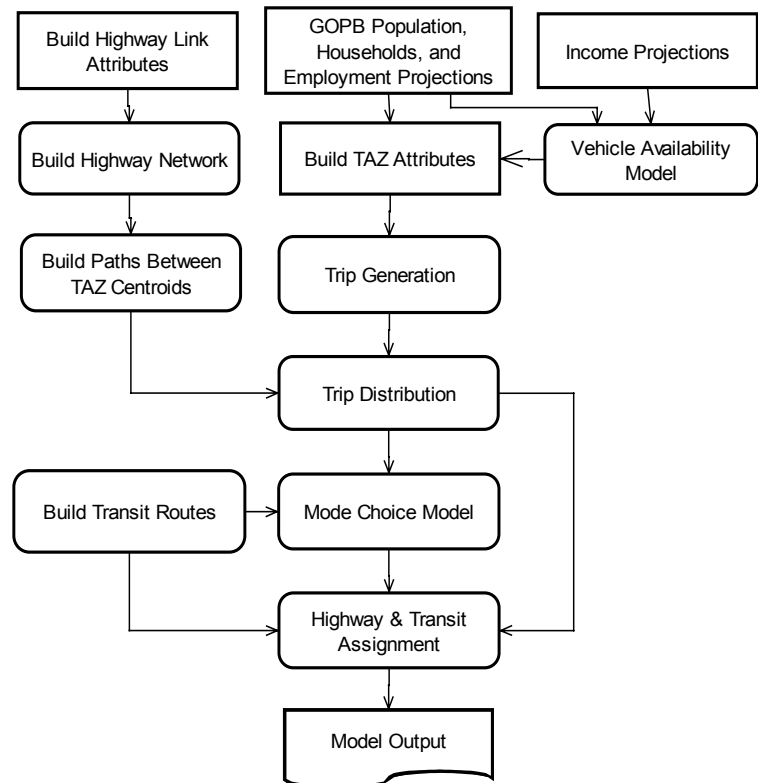 Build Highway Link
Attributes
GOPB Population,
Households, and
Employment Projections
Income Projections
Build Highway Network
Build TAZ Attributes
Vehicle Availability
Model
Build Paths Between
TAZ Centroids
Trip Generation
Trip Distribution
Build Transit Routes
Mode Choice Model
Highway & Transit
Assignment
Model Output